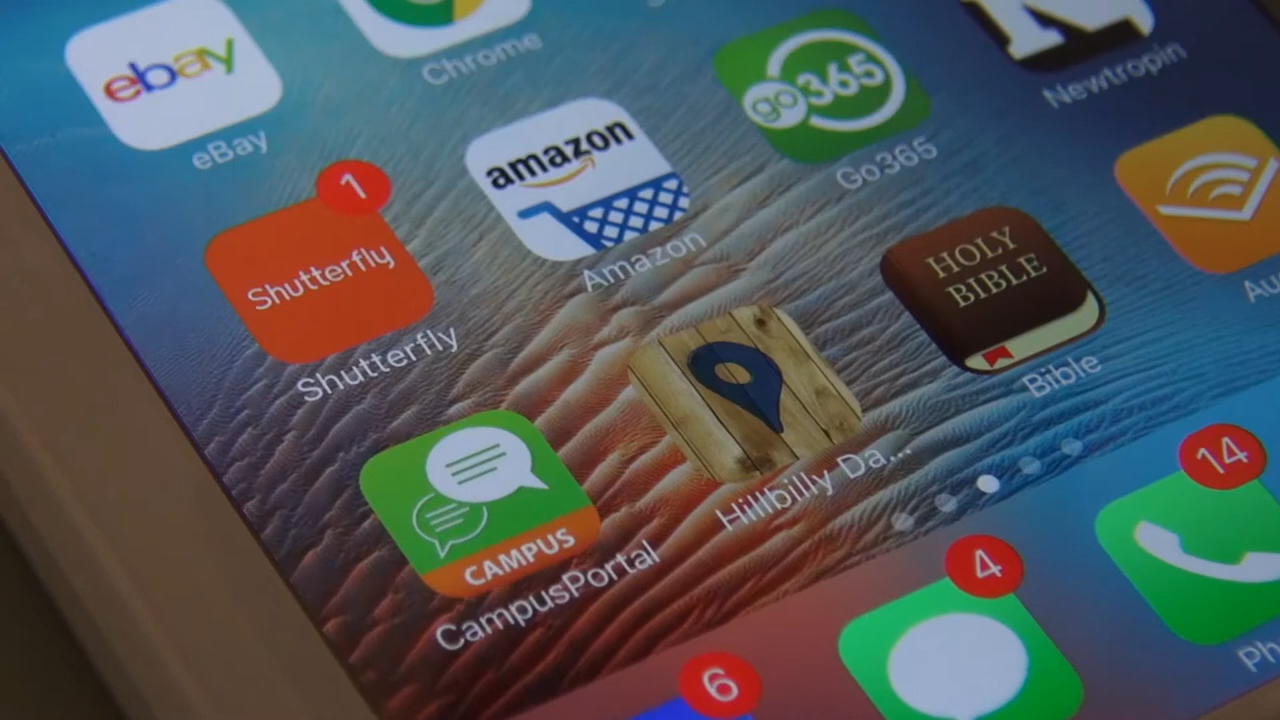 ebay
eBay
Chrome
go365
Go365
Newtropin
1
amazon
Amazon
Shutterfly
Shutterfly
HOLY
BIBLE
Bible
Au
Hillbilly Da...
CAMPUS
CampusPortal
14
4
6
Ph